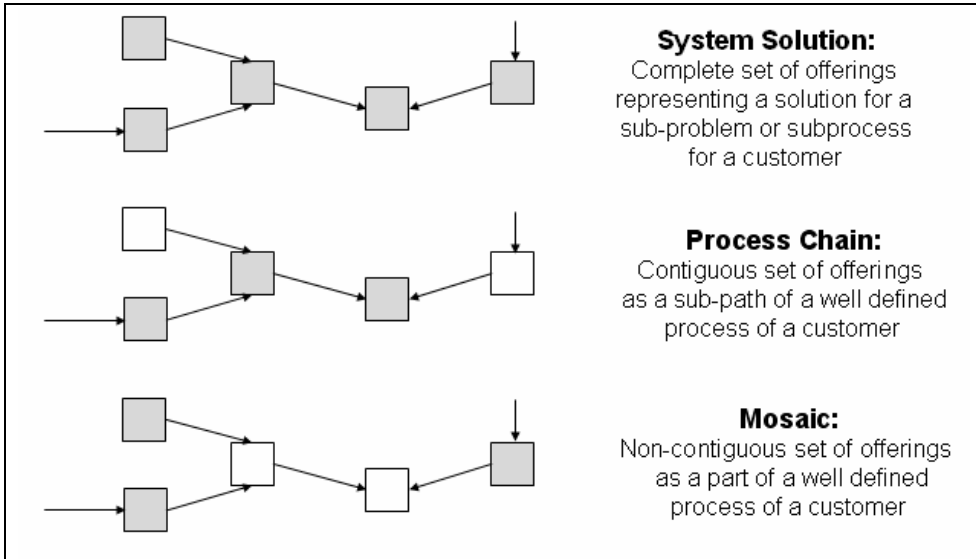 System Solution:
Complete set of offerings
representing a solution for a
sub-problem or subprocess
for a customer
Process Chain:
Contiguous set of offerings
as a sub-path of a well defined
process of a customer
Mosaic:
Non-contiguous set of offerings
as a part of a well defined
process of a customer